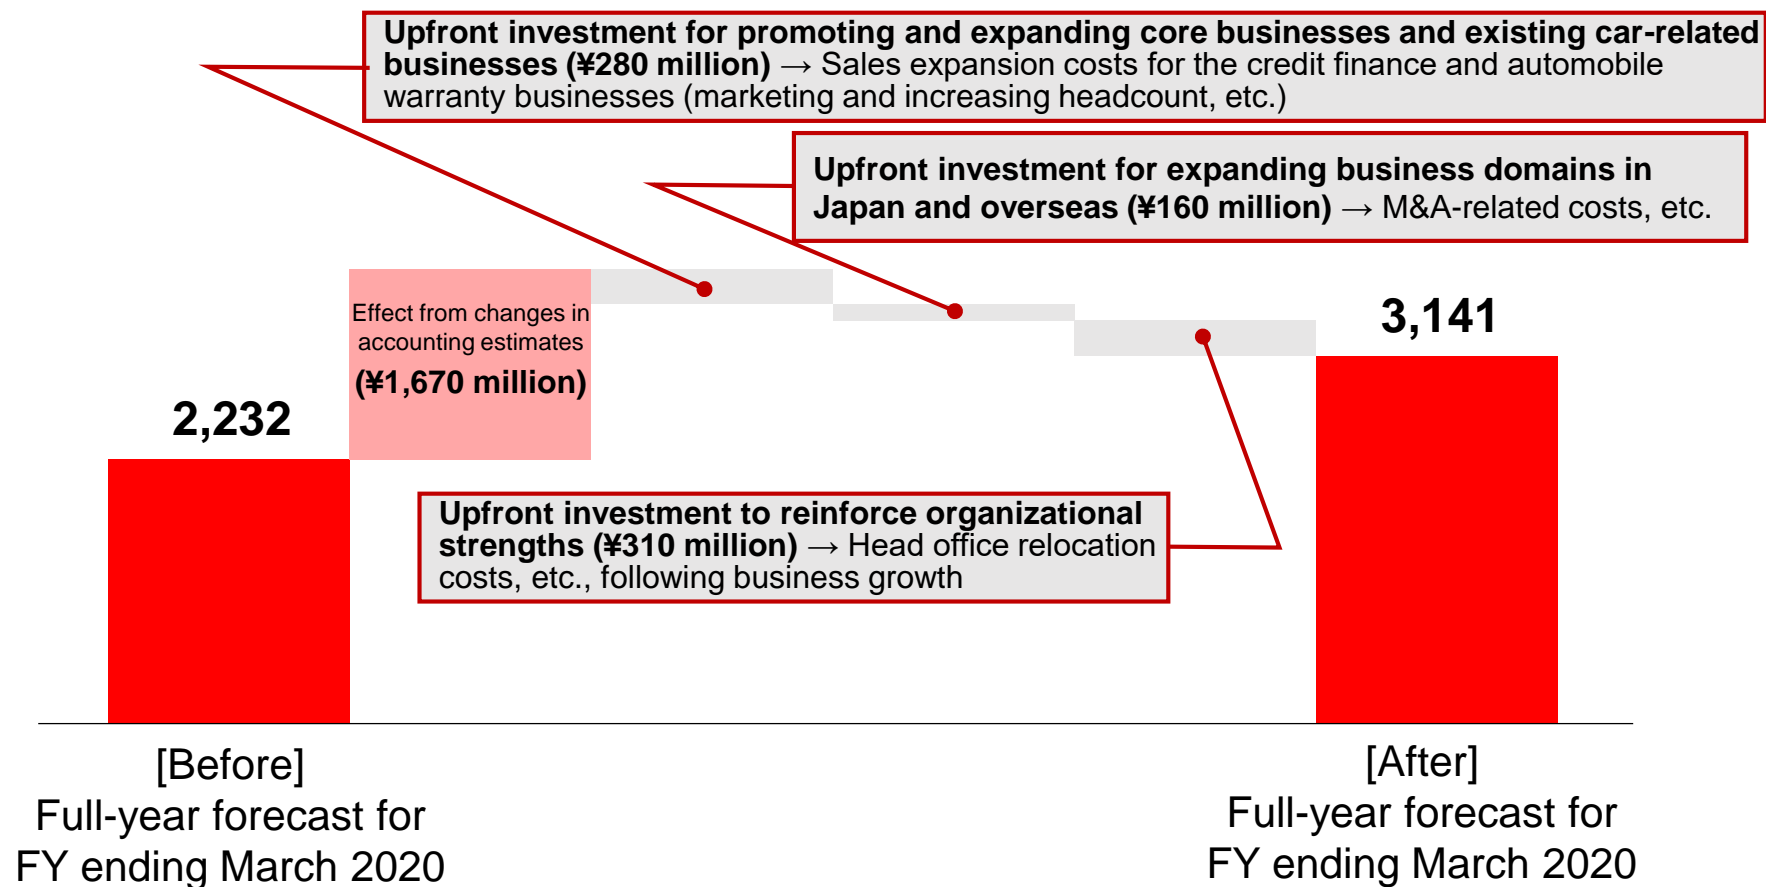 Upfront investment for promoting and expanding core businesses and existing car-related
businesses (¥280 million) → Sales expansion costs for the credit finance and automobile
warranty businesses (marketing and increasing headcount, etc.)
Upfront investment for expanding business domains in
Japan and overseas (¥160 million) → M&A-related costs, etc.
Effect from changes in
accounting estimates
(¥1,670 million)
3,141
2,232
Upfront investment to reinforce organizational
strengths (¥310 million) → Head office relocation
costs, etc., following business growth
[Before]
Full-year forecast for
FY ending March 2020
[After]
Full-year forecast for
FY ending March 2020